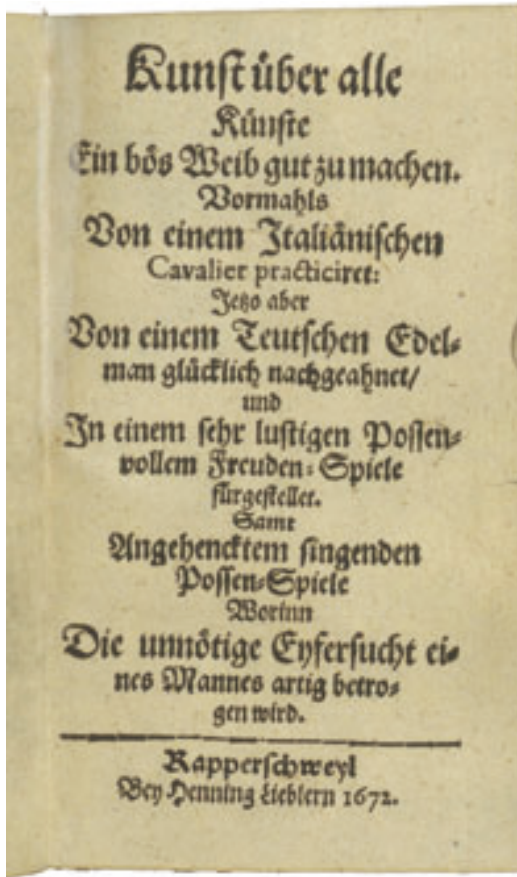 Kunst über alle
Künste
Ein bös Weib gut zu machen.
Vormahls
Von einem Italiänischen
Cavalier practiciret:
Jetzo aber
Von einem Teutschen Edel-
man glücklich nachgeahnet/
und
In einem sehr lustigen Possen-
vollem Freuden-Spiele
fürgestellet.
Samt
Angehencktem singenden
Possen-Spiele
Worinn
Die unnötige Eyfersucht ei-
nes Mannes artig betro-
gen wird.
Rapperschweyl
Bey Henning Lieblern 1672.